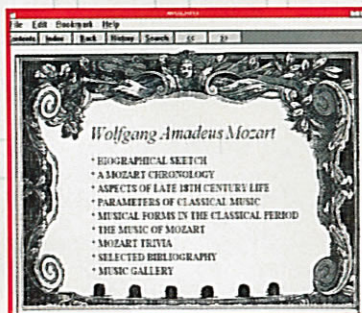 File Edit Bookmark Help
Contents Index Back History Search << >>
Wolfgang Amadeus Mozart
* BIOGRAPHICAL SKETCH
* A MOZART CHRONOLOGY
* ASPECTS OF LATE 18TH CENTURY LIFE
* PARAMETERS OF CLASSICAL MUSIC
* MUSICAL FORMS IN THE CLASSICAL PERIOD
* THE MUSIC OF MOZART
* MOZART TRIVIA
* SELECTED BIBLIOGRAPHY
* MUSIC GALLERY